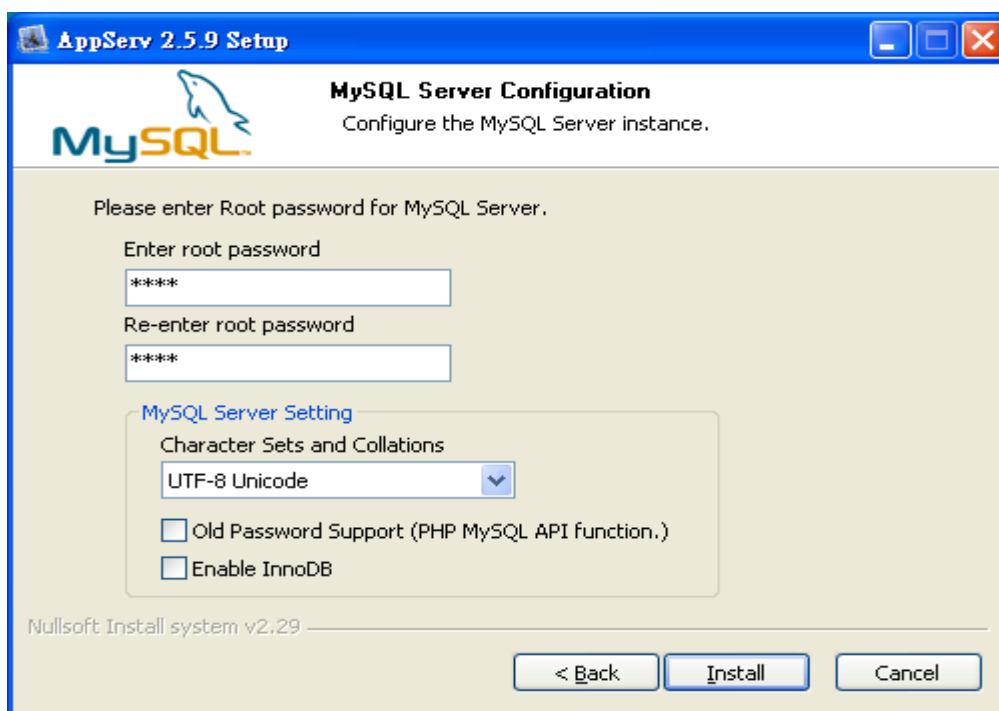 AppServ 2.5.9 Setup
MySQL™
MySQL Server Configuration
Configure the MySQL Server instance.
Please enter Root password for MySQL Server.
Enter root password
****
Re-enter root password
****
MySQL Server Setting
Character Sets and Collations
UTF-8 Unicode
Old Password Support (PHP MySQL API function.)
Enable InnoDB
Nullsoft Install system v2.29
< Back Install Cancel